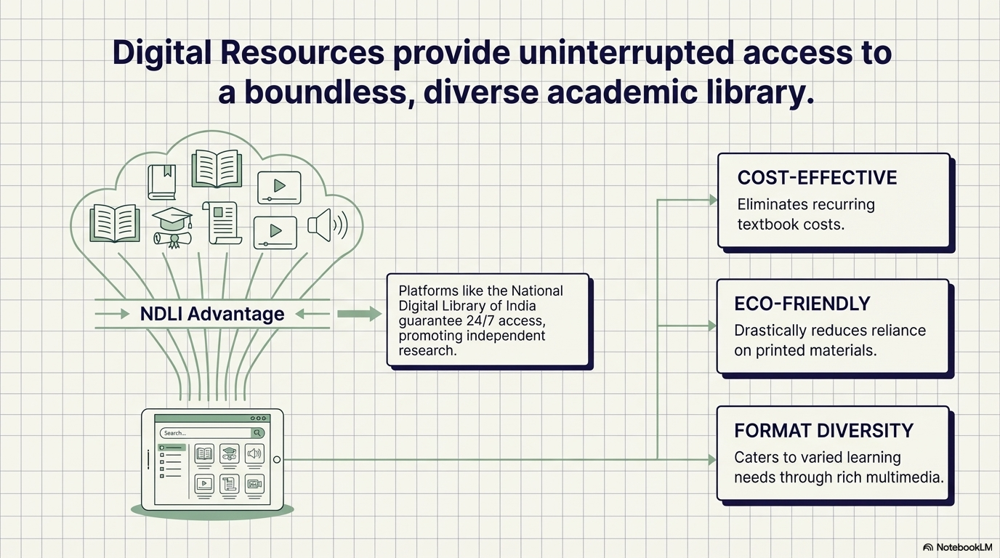 Digital Resources provide uninterrupted access to
a boundless, diverse academic library.
NDLI Advantage
Platforms like the National
Digital Library of India
guarantee 24/7 access,
promoting independent
research.
Search...
COST-EFFECTIVE
Eliminates recurring
textbook costs.
ECO-FRIENDLY
Drastically reduces reliance
on printed materials.
FORMAT DIVERSITY
Caters to varied learning
needs through rich multimedia.
NotebookLM